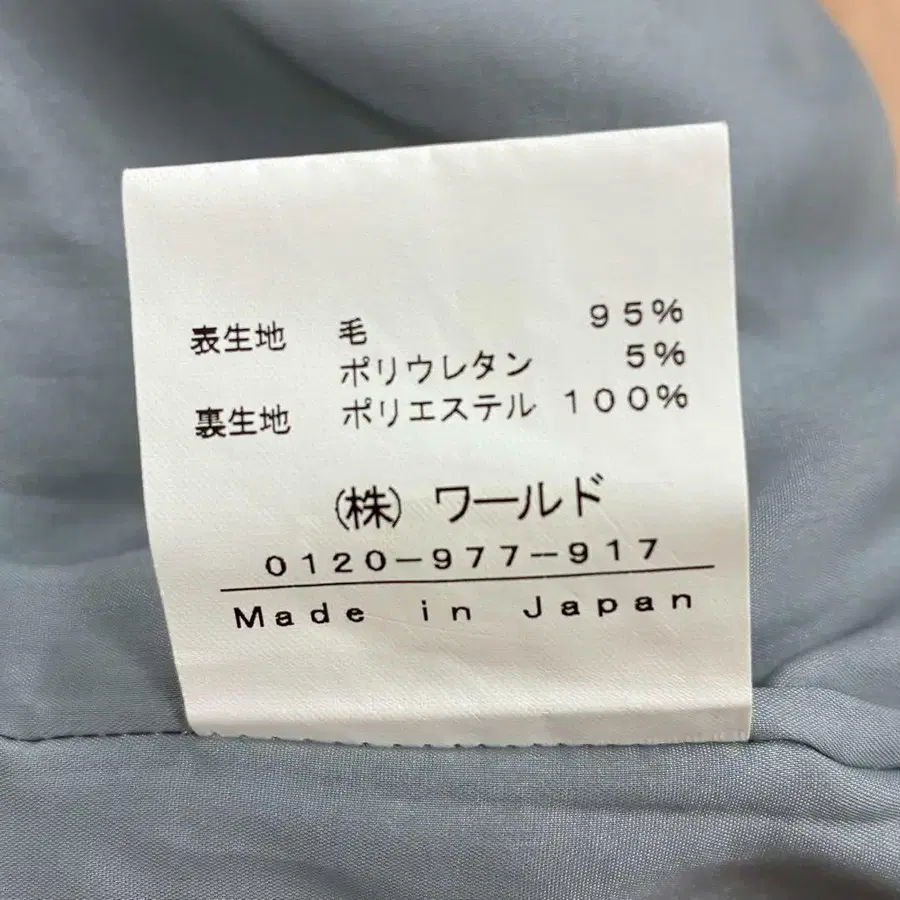 表生地 毛 95%
ポリウレタン 5%
裏生地 ポリエステル 100%
(株) ワールド
0120-977-917
Made in Japan